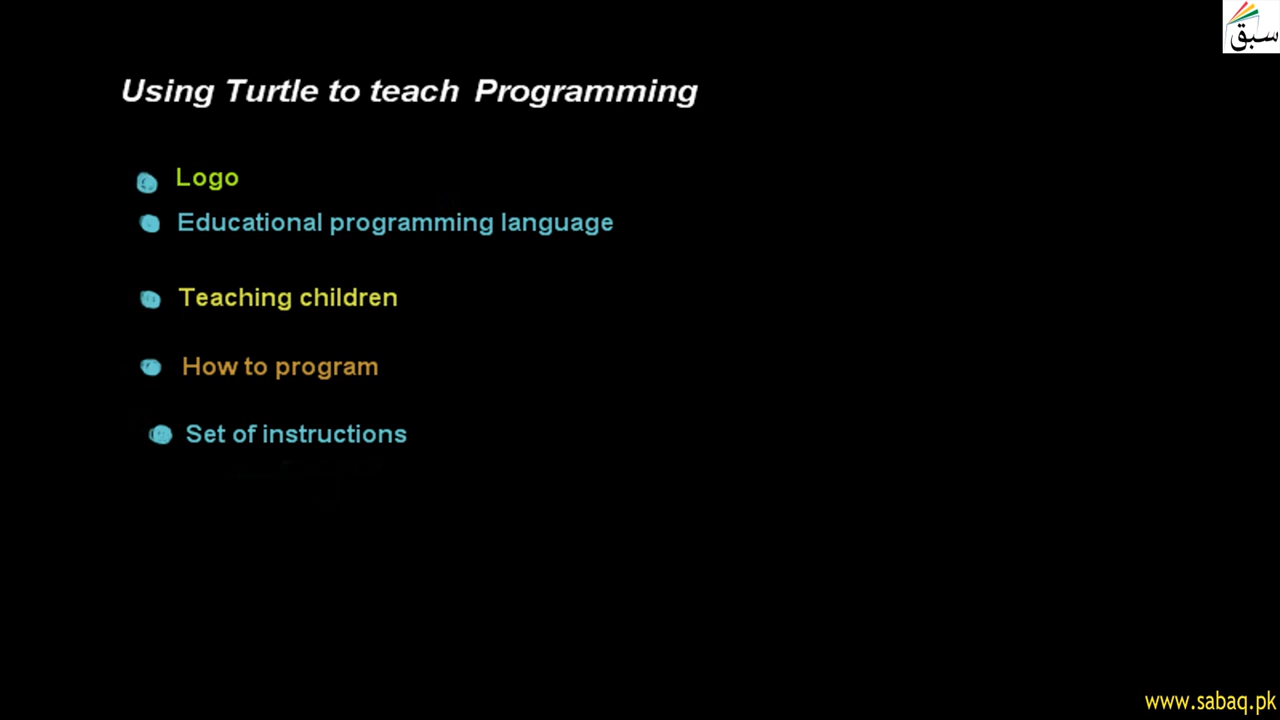 سبق
Using Turtle to teach Programming
Logo
Educational programming language
Teaching children
How to program
Set of instructions
www.sabaq.pk